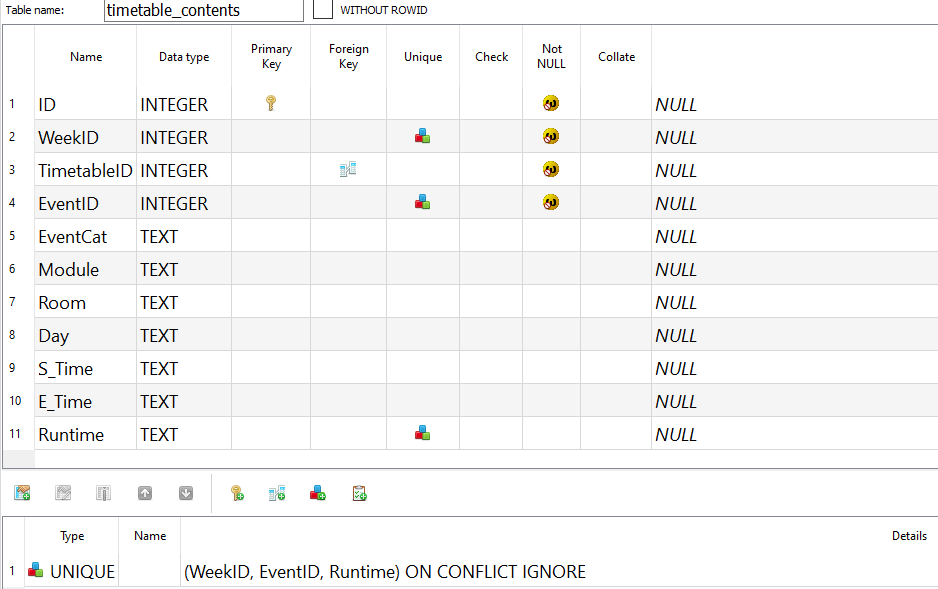 Table name: timetable_contents WITHOUT ROWID
Name Data type Primary Key Foreign Key Unique Check Not NULL Collate
1 ID INTEGER NULL
2 WeekID INTEGER NULL
3 TimetableID INTEGER NULL
4 EventID INTEGER NULL
5 EventCat TEXT NULL
6 Module TEXT NULL
7 Room TEXT NULL
8 Day TEXT NULL
9 S_Time TEXT NULL
10 E_Time TEXT NULL
11 Runtime TEXT NULL
Type Name Details
1 UNIQUE (WeekID, EventID, Runtime) ON CONFLICT IGNORE